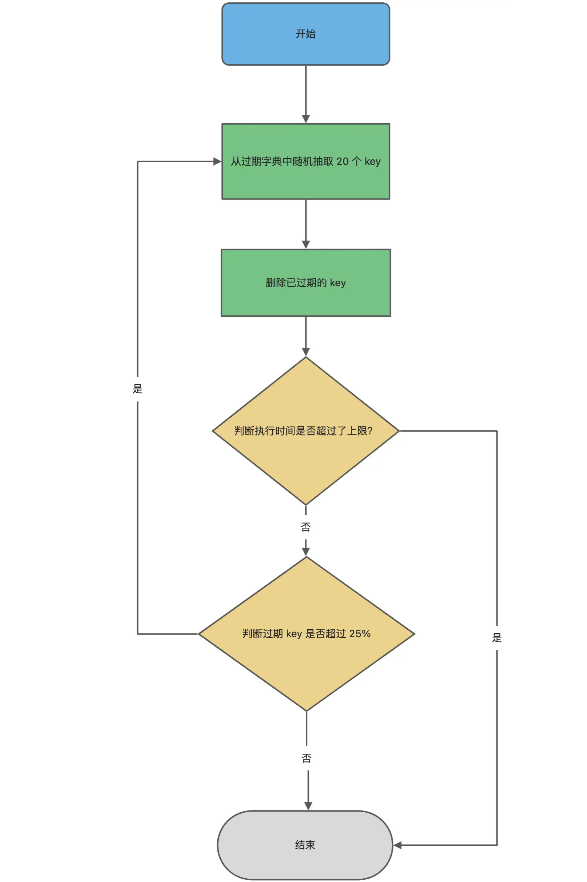 开始
从过期字典中随机抽取 20 个 key
删除已过期的 key
是
判断执行时间是否超过了上限?
否
判断过期 key 是否超过 25%
是
否
结束